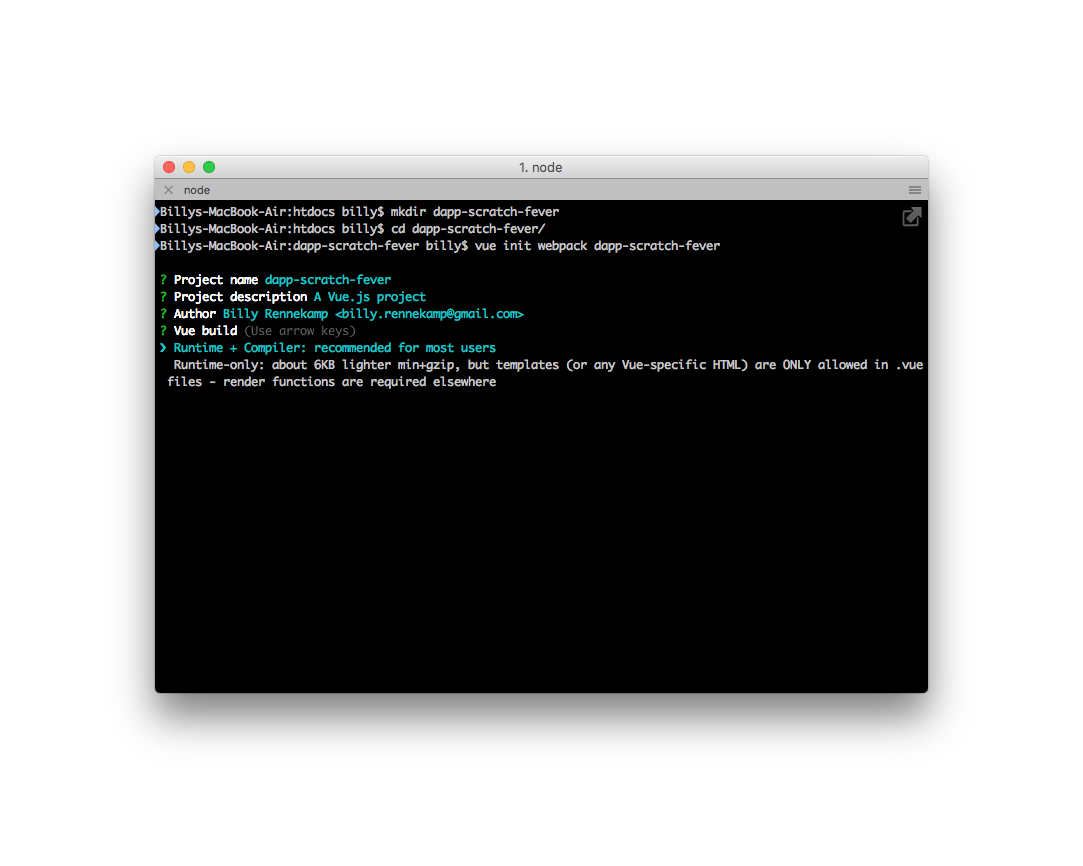 1. node
node
Billys-MacBook-Air:htdocs billy$ mkdir dapp-scratch-fever
Billys-MacBook-Air:htdocs billy$ cd dapp-scratch-fever/
Billys-MacBook-Air:dapp-scratch-fever billy$ vue init webpack dapp-scratch-fever
? Project name dapp-scratch-fever
? Project description A Vue.js project
? Author Billy Rennekamp <billy.rennekamp@gmail.com>
? Vue build (Use arrow keys)
❯ Runtime + Compiler: recommended for most users
Runtime-only: about 6KB lighter min+gzip, but templates (or any Vue-specific HTML) are ONLY allowed in .vue
files - render functions are required elsewhere